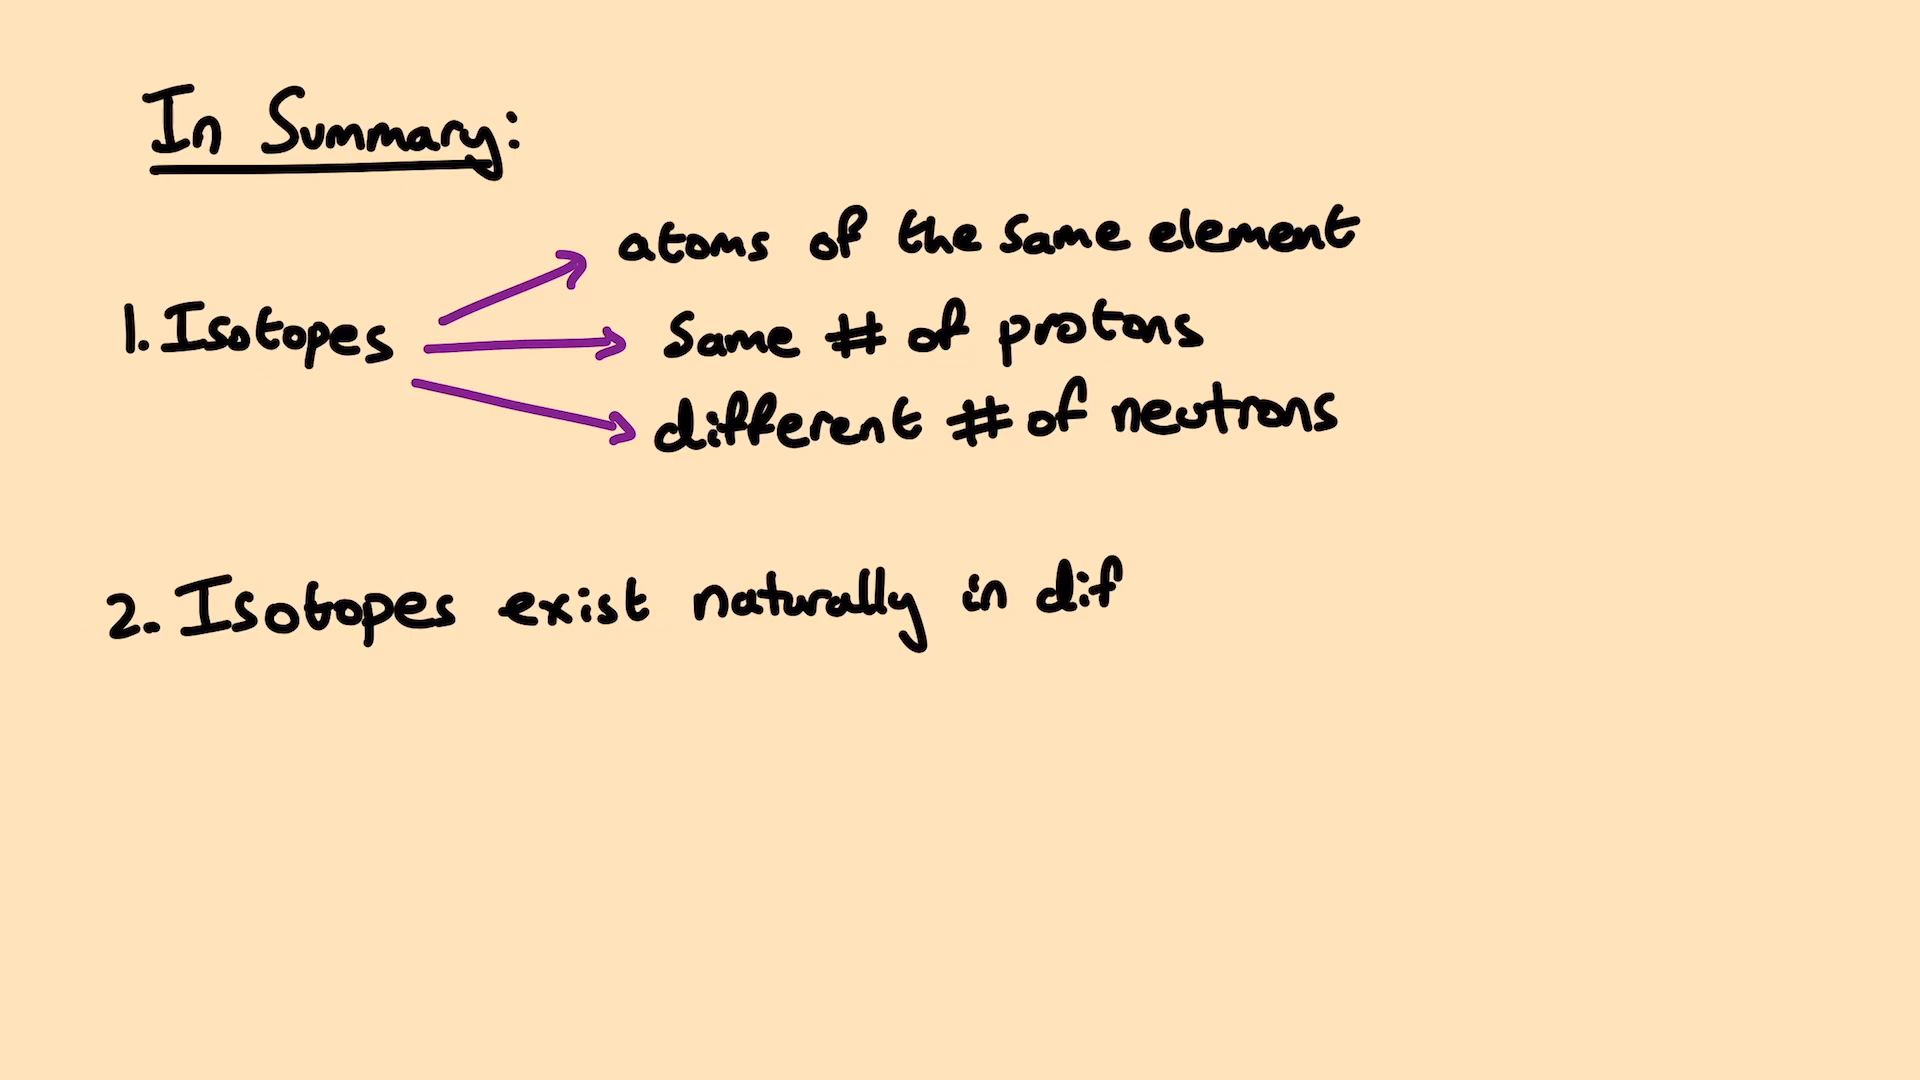 In Summary:
atoms of the same element
1. Isotopes
Same # of protons
different # of neutrons
2. Isotopes exist naturally in dif